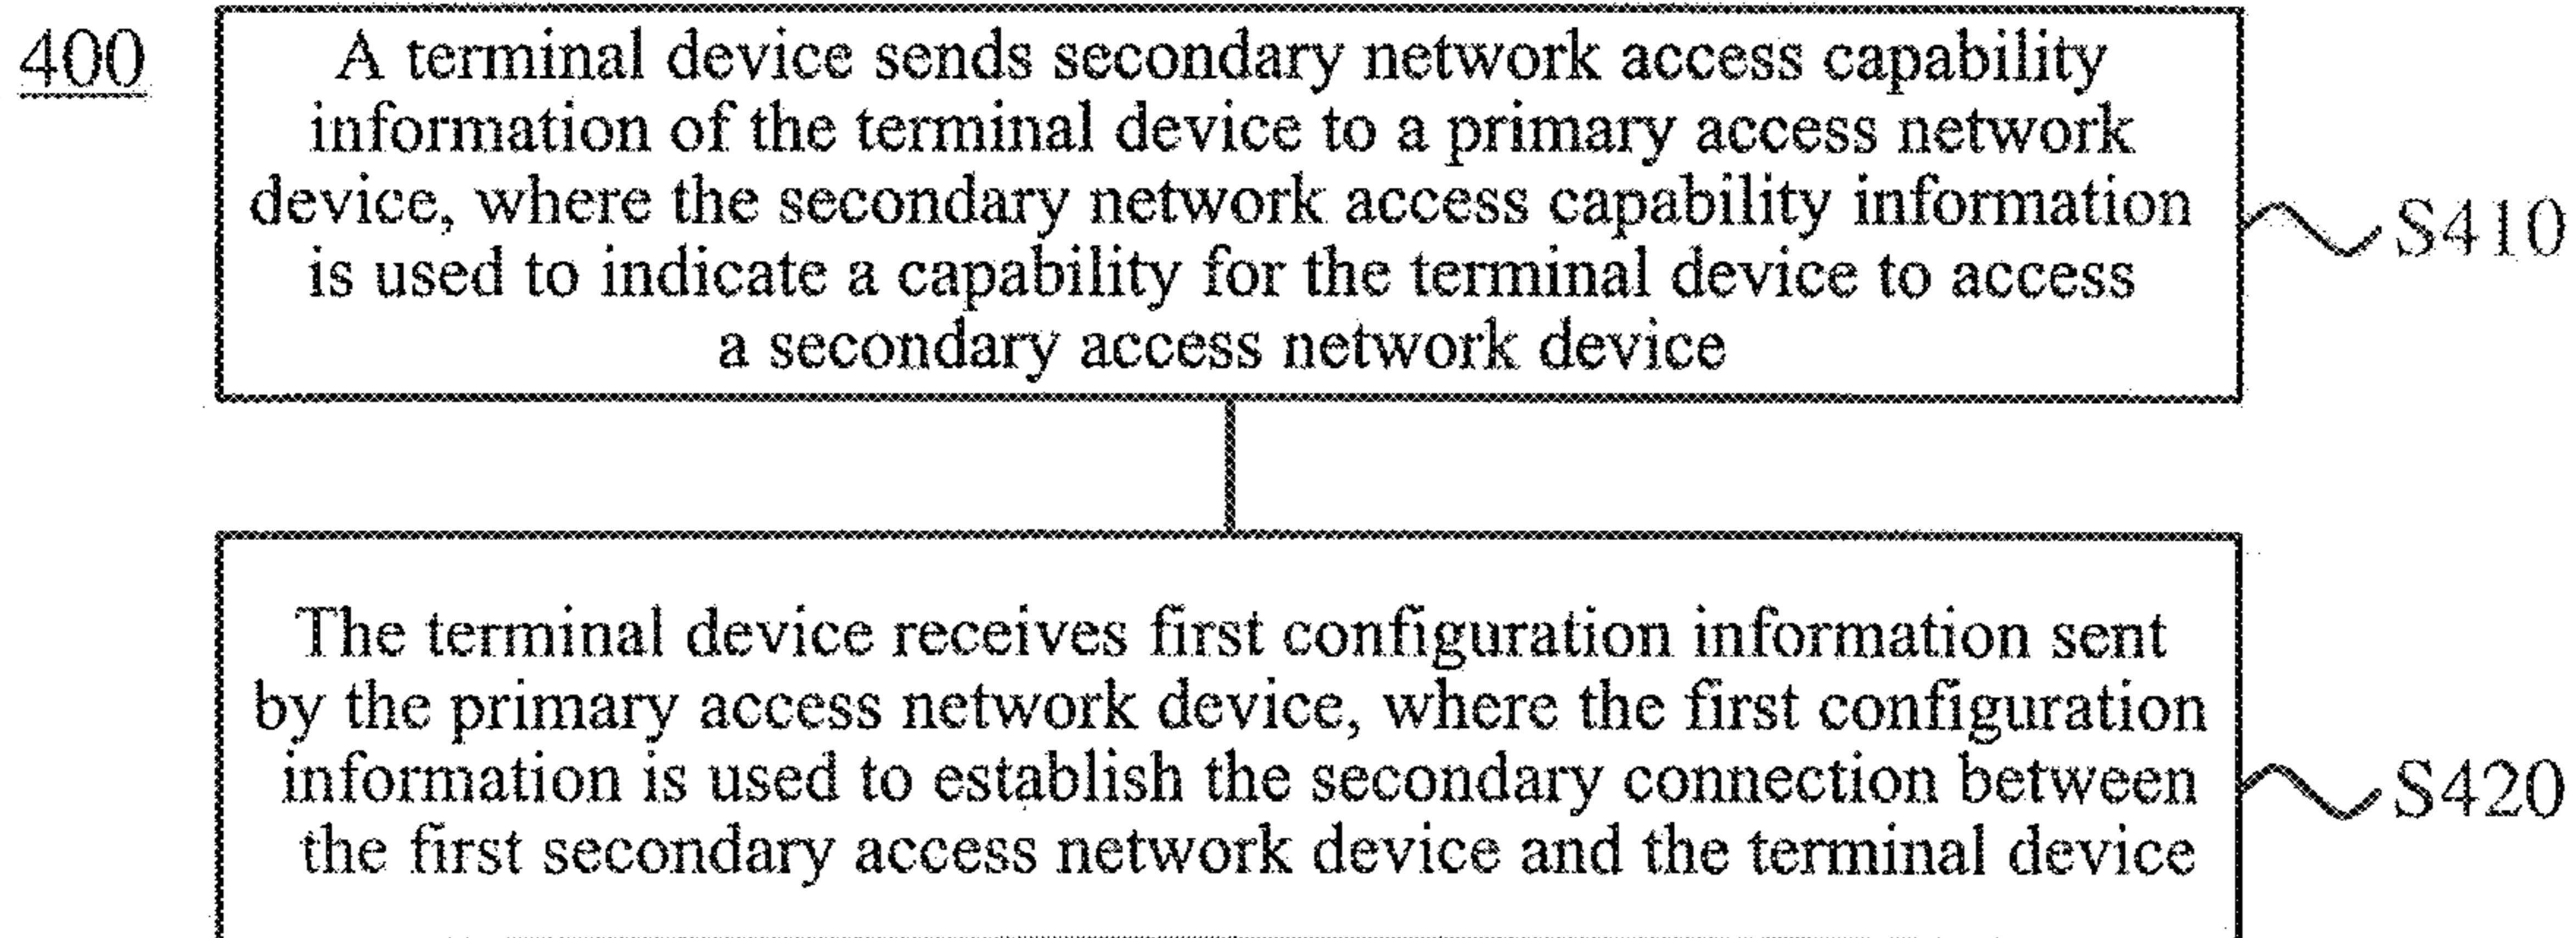 400
A terminal device sends secondary network access capability
information of the terminal device to a primary access network
device, where the secondary network access capability information
is used to indicate a capability for the terminal device to access
a secondary access network device
S410
The terminal device receives first configuration information sent
by the primary access network device, where the first configuration
information is used to establish the secondary connection between
the first secondary access network device and the terminal device
S420